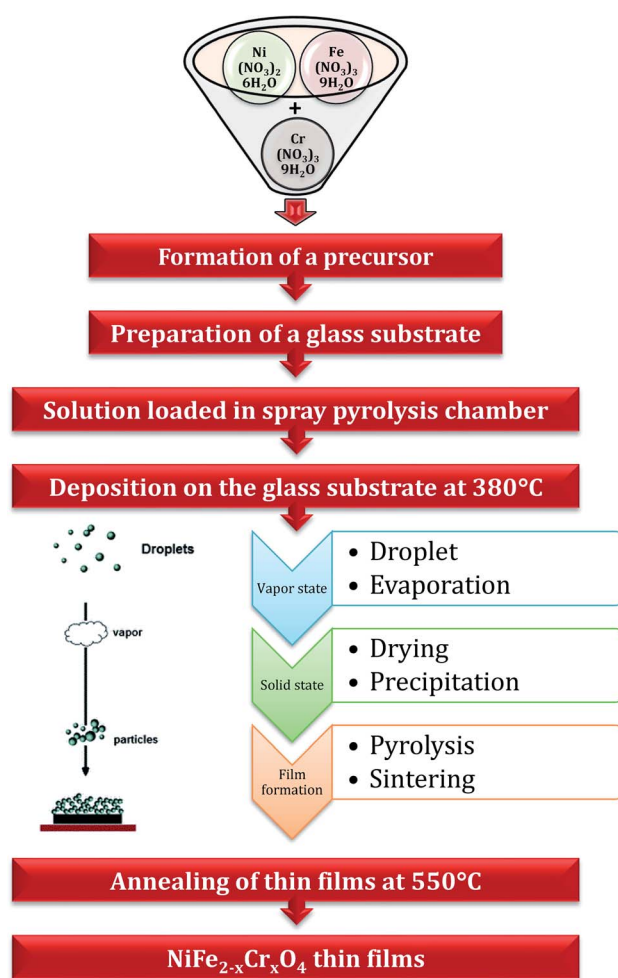 Ni
(NO₃)₂
6H₂O
Fe
(NO₃)₃
9H₂O
+
Cr
(NO₃)₃
9H₂O
Formation of a precursor
Preparation of a glass substrate
Solution loaded in spray pyrolysis chamber
Deposition on the glass substrate at 380°C
Droplets
vapor
particles
Vapor state
• Droplet
• Evaporation
Solid state
• Drying
• Precipitation
Film
formation
• Pyrolysis
• Sintering
Annealing of thin films at 550°C
NiFe₂₋ₓCrₓO₄ thin films